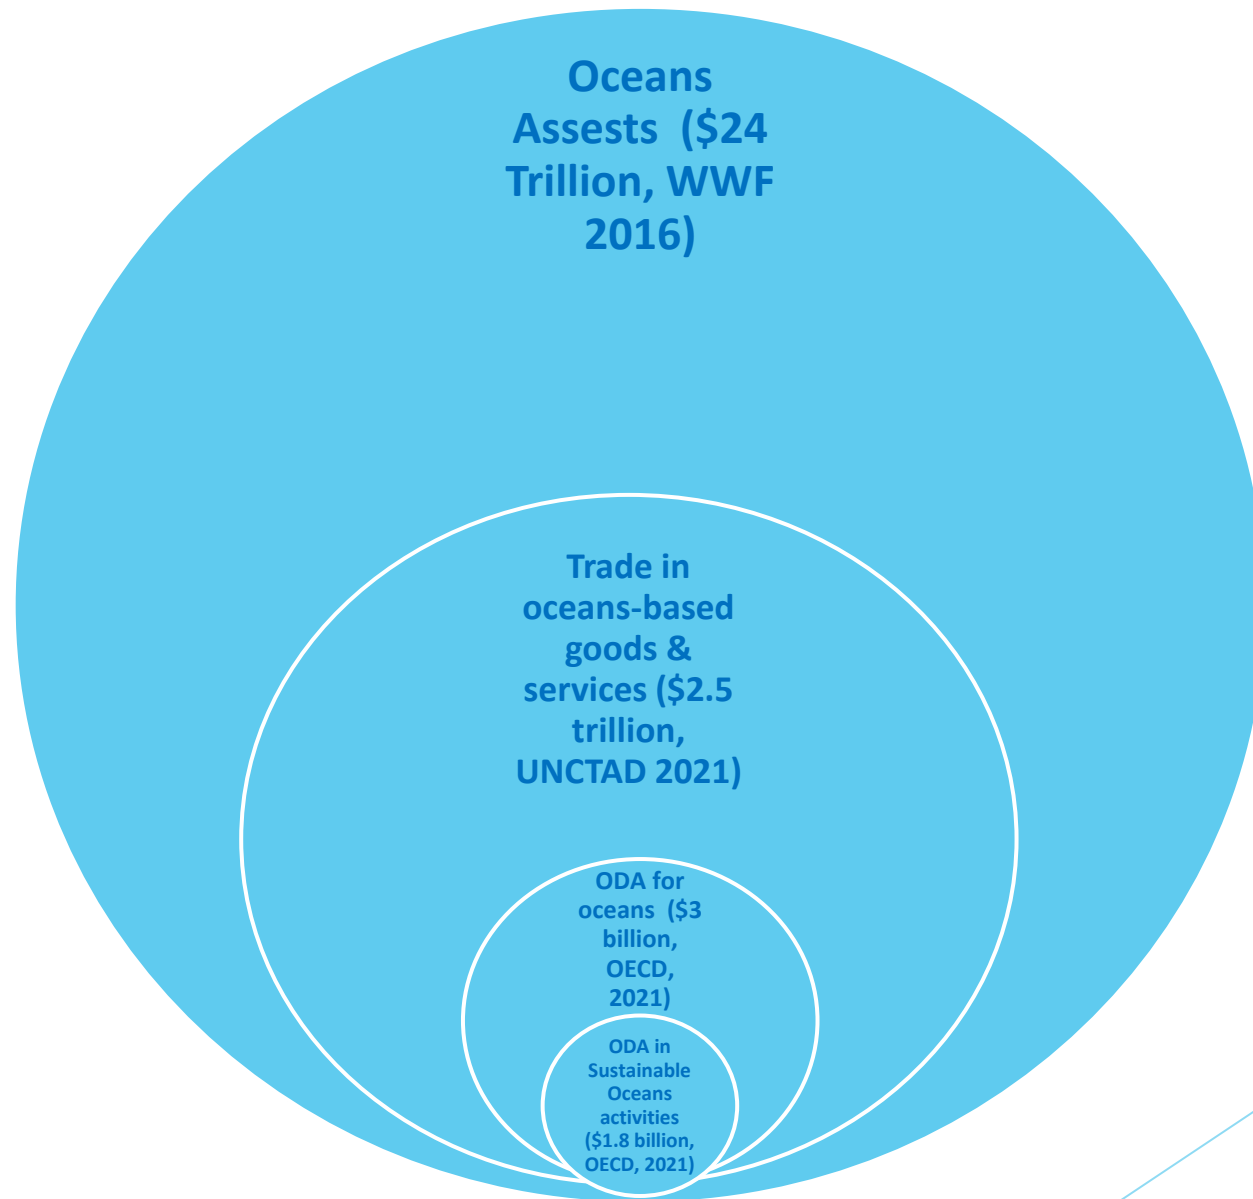 Oceans
Assests  ($24
Trillion, WWF
2016)
Trade in
oceans-based
goods &
services ($2.5
trillion,
UNCTAD 2021)
ODA for
oceans  ($3
billion,
OECD,
2021)
ODA in
Sustainable
Oceans
activities
($1.8 billion,
OECD, 2021)